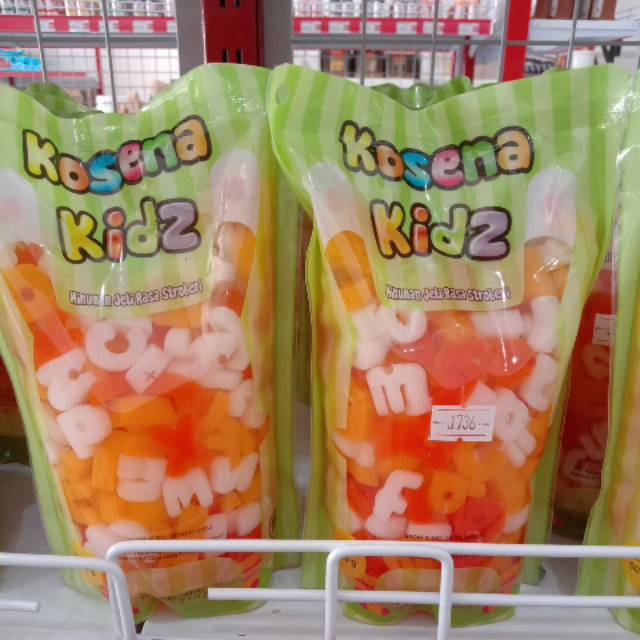 Kosena
Kidz
Minuman Jeli Rasa Stroberi
Kosena
Kidz
Minuman Jeli Rasa Stroberi
1736